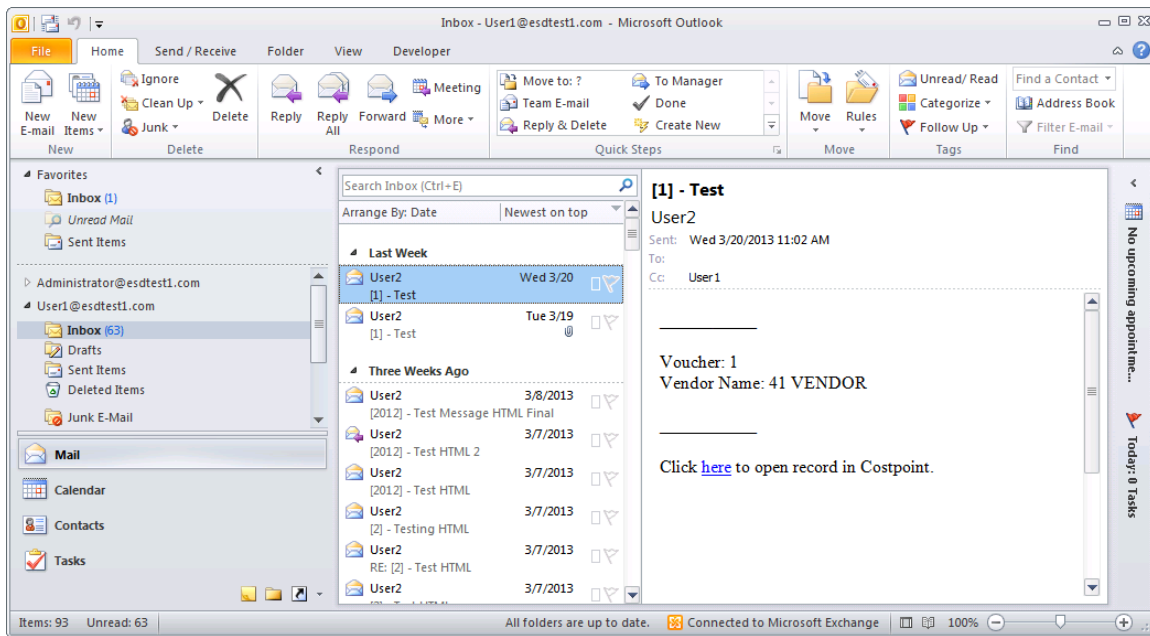 Inbox - User1@esdtest1.com - Microsoft Outlook
File Home Send / Receive Folder View Developer
New E-mail
New Items
New
Ignore
Clean Up
Junk
Delete
Delete
Reply
Reply All
Forward
Meeting
More
Respond
Move to: ?
Team E-mail
Reply & Delete
To Manager
Done
Create New
Quick Steps
Move
Rules
Move
Unread/ Read
Categorize
Follow Up
Tags
Find a Contact
Address Book
Filter E-mail
Find
Favorites
Inbox (1)
Unread Mail
Sent Items
Administrator@esdtest1.com
User1@esdtest1.com
Inbox (63)
Drafts
Sent Items
Deleted Items
Junk E-Mail
Mail
Calendar
Contacts
Tasks
Search Inbox (Ctrl+E)
Arrange By: Date Newest on top
Last Week
User2 Wed 3/20
[1] - Test
User2 Tue 3/19
[1] - Test
Three Weeks Ago
User2 3/8/2013
[2012] - Test Message HTML Final
User2 3/7/2013
[2012] - Test HTML 2
User2 3/7/2013
[2012] - Test HTML
User2 3/7/2013
[2] - Testing HTML
User2 3/7/2013
RE: [2] - Test HTML
User2 3/7/2013
[1] - Test
User2
Sent: Wed 3/20/2013 11:02 AM
To:
Cc: User1
Voucher: 1
Vendor Name: 41 VENDOR
Click here to open record in Costpoint.
No upcoming appointme...
Today: 0 Tasks
Items: 93 Unread: 63 All folders are up to date. Connected to Microsoft Exchange 100%